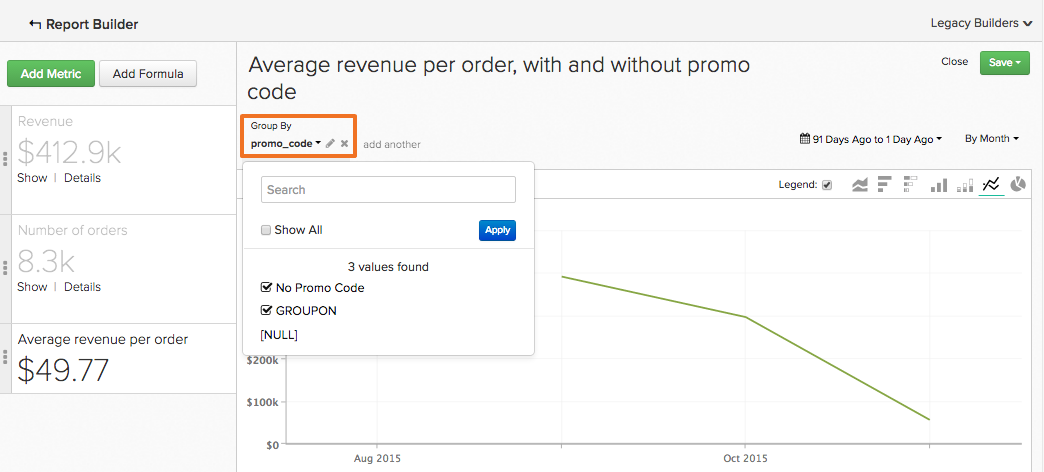 Report Builder
Legacy Builders
Add Metric
Add Formula
Revenue
$412.9k
Show | Details
Number of orders
8.3k
Show | Details
Average revenue per order
$49.77
Average revenue per order, with and without promo
code
Close
Save
Group By
promo_code
add another
91 Days Ago to 1 Day Ago
By Month
Legend:
Search
Show All
Apply
3 values found
No Promo Code
GROUPON
[NULL]
$200k
$100k
$0
Aug 2015
Oct 2015